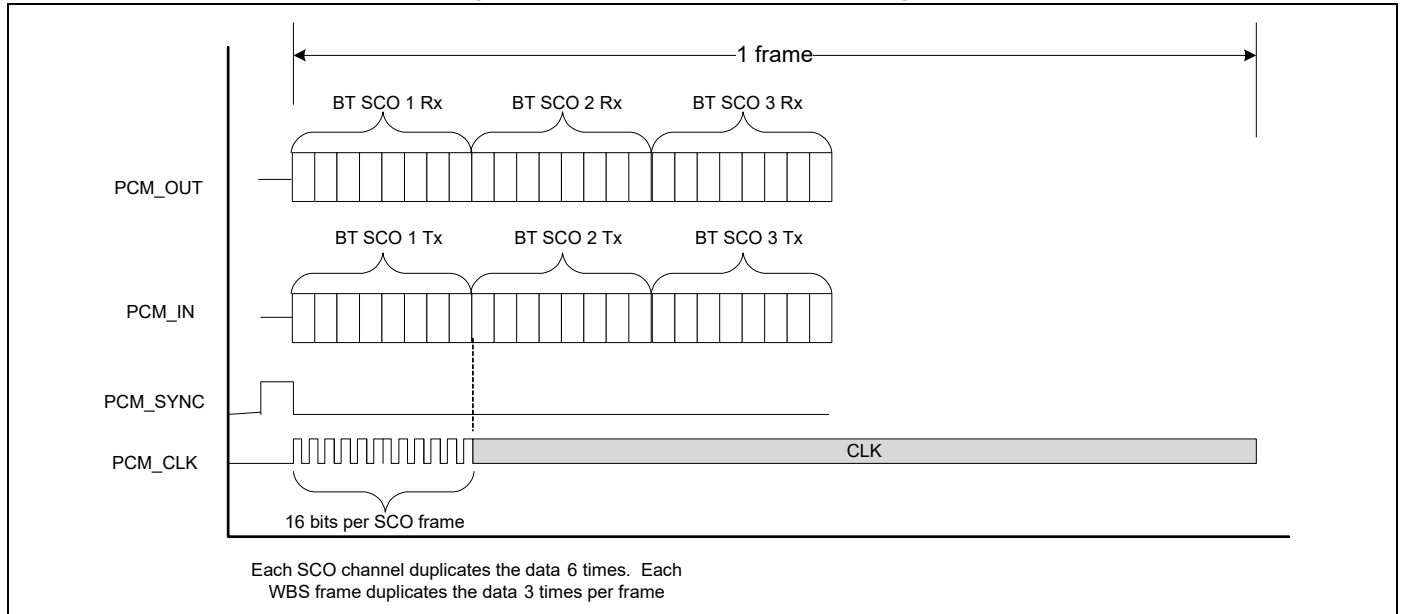 1 frame
BT SCO 1 Rx BT SCO 2 Rx BT SCO 3 Rx
PCM_OUT
BT SCO 1 Tx BT SCO 2 Tx BT SCO 3 Tx
PCM_IN
PCM_SYNC
PCM_CLK
CLK
16 bits per SCO frame
Each SCO channel duplicates the data 6 times. Each
WBS frame duplicates the data 3 times per frame